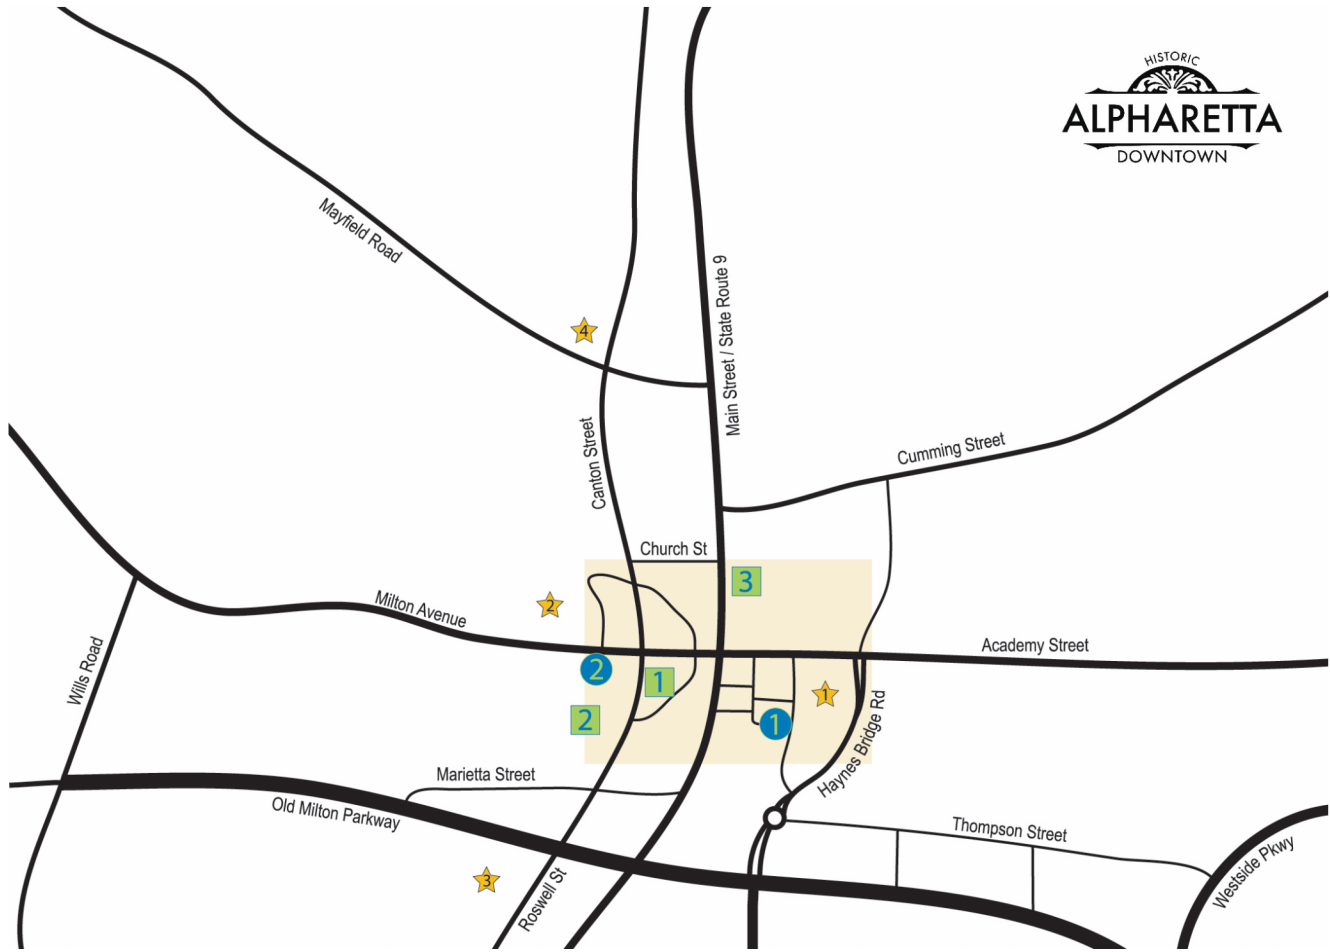 HISTORIC
ALPHARETTA
DOWNTOWN
Mayfield Road
Main Street / State Route 9
4
Canton Street
Cumming Street
Church St
3
2
Milton Avenue
Academy Street
Wills Road
2
1
1
2
1
Haynes Bridge Rd
Marietta Street
Old Milton Parkway
Thompson Street
Westside Pkwy
3
Roswell St